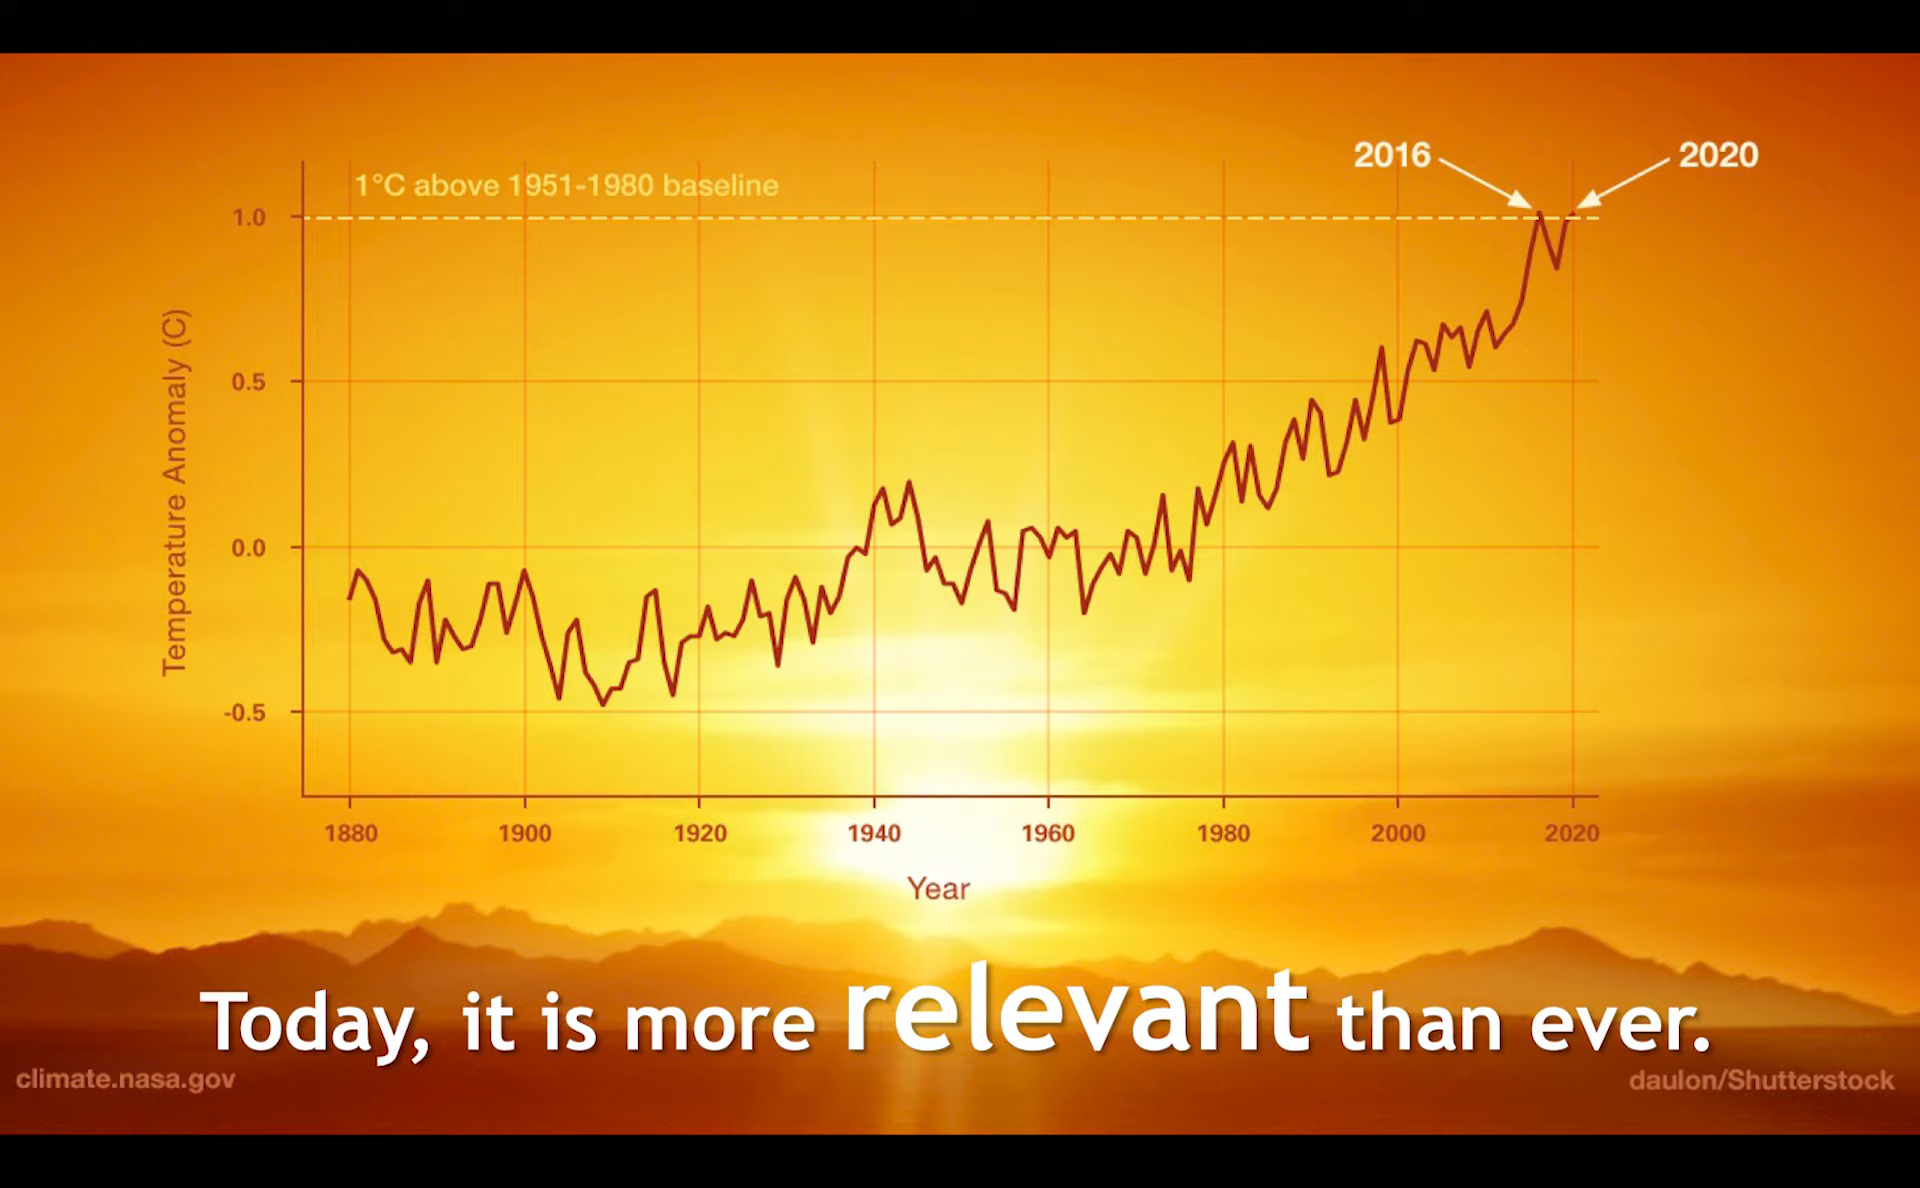 2016
2020
1°C above 1951-1980 baseline
1.0
0.5
0.0
-0.5
Temperature Anomaly (C)
1880 1900 1920 1940 1960 1980 2000 2020
Year
Today, it is more relevant than ever.
climate.nasa.gov
daulon/Shutterstock